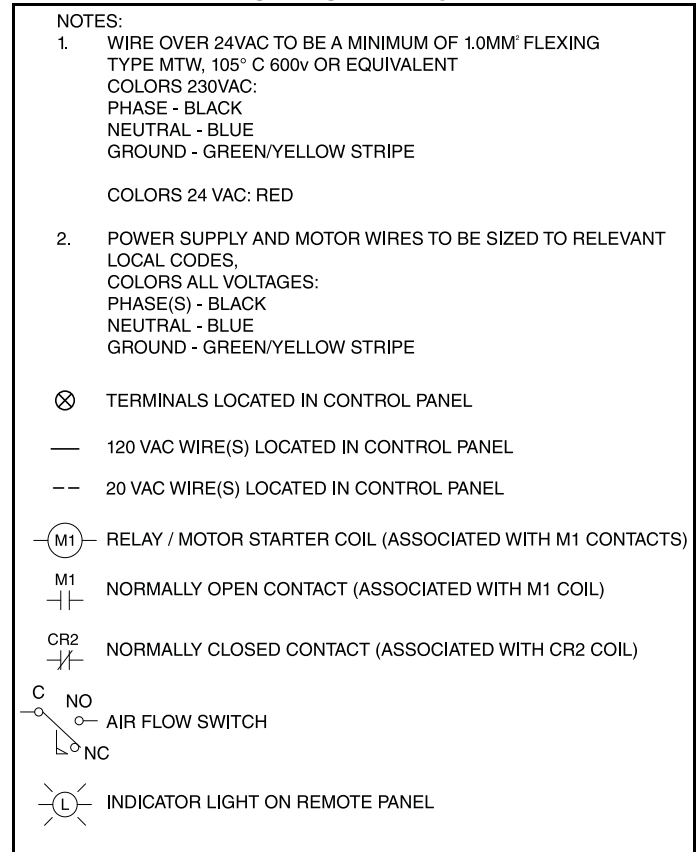 NOTES:
1. WIRE OVER 24VAC TO BE A MINIMUM OF 1.0MM² FLEXING
TYPE MTW, 105° C 600v OR EQUIVALENT
COLORS 230VAC:
PHASE - BLACK
NEUTRAL - BLUE
GROUND - GREEN/YELLOW STRIPE
COLORS 24 VAC: RED
2. POWER SUPPLY AND MOTOR WIRES TO BE SIZED TO RELEVANT
LOCAL CODES,
COLORS ALL VOLTAGES:
PHASE(S) - BLACK
NEUTRAL - BLUE
GROUND - GREEN/YELLOW STRIPE
TERMINALS LOCATED IN CONTROL PANEL
120 VAC WIRE(S) LOCATED IN CONTROL PANEL
20 VAC WIRE(S) LOCATED IN CONTROL PANEL
M1 RELAY / MOTOR STARTER COIL (ASSOCIATED WITH M1 CONTACTS)
M1
NORMALLY OPEN CONTACT (ASSOCIATED WITH M1 COIL)
CR2
NORMALLY CLOSED CONTACT (ASSOCIATED WITH CR2 COIL)
C
NO
AIR FLOW SWITCH
NC
L INDICATOR LIGHT ON REMOTE PANEL